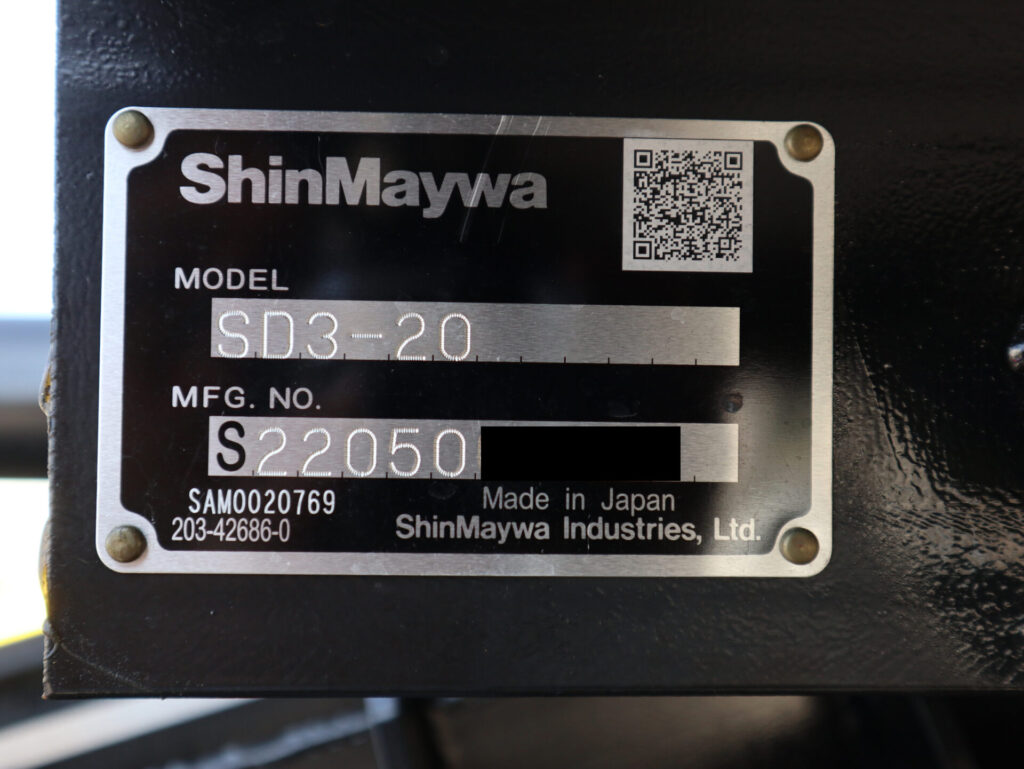 ShinMaywa
MODEL
SD3-20
MFG. NO.
S22050
SAM0020769
203-42686-0
Made in Japan
ShinMaywa Industries, Ltd.